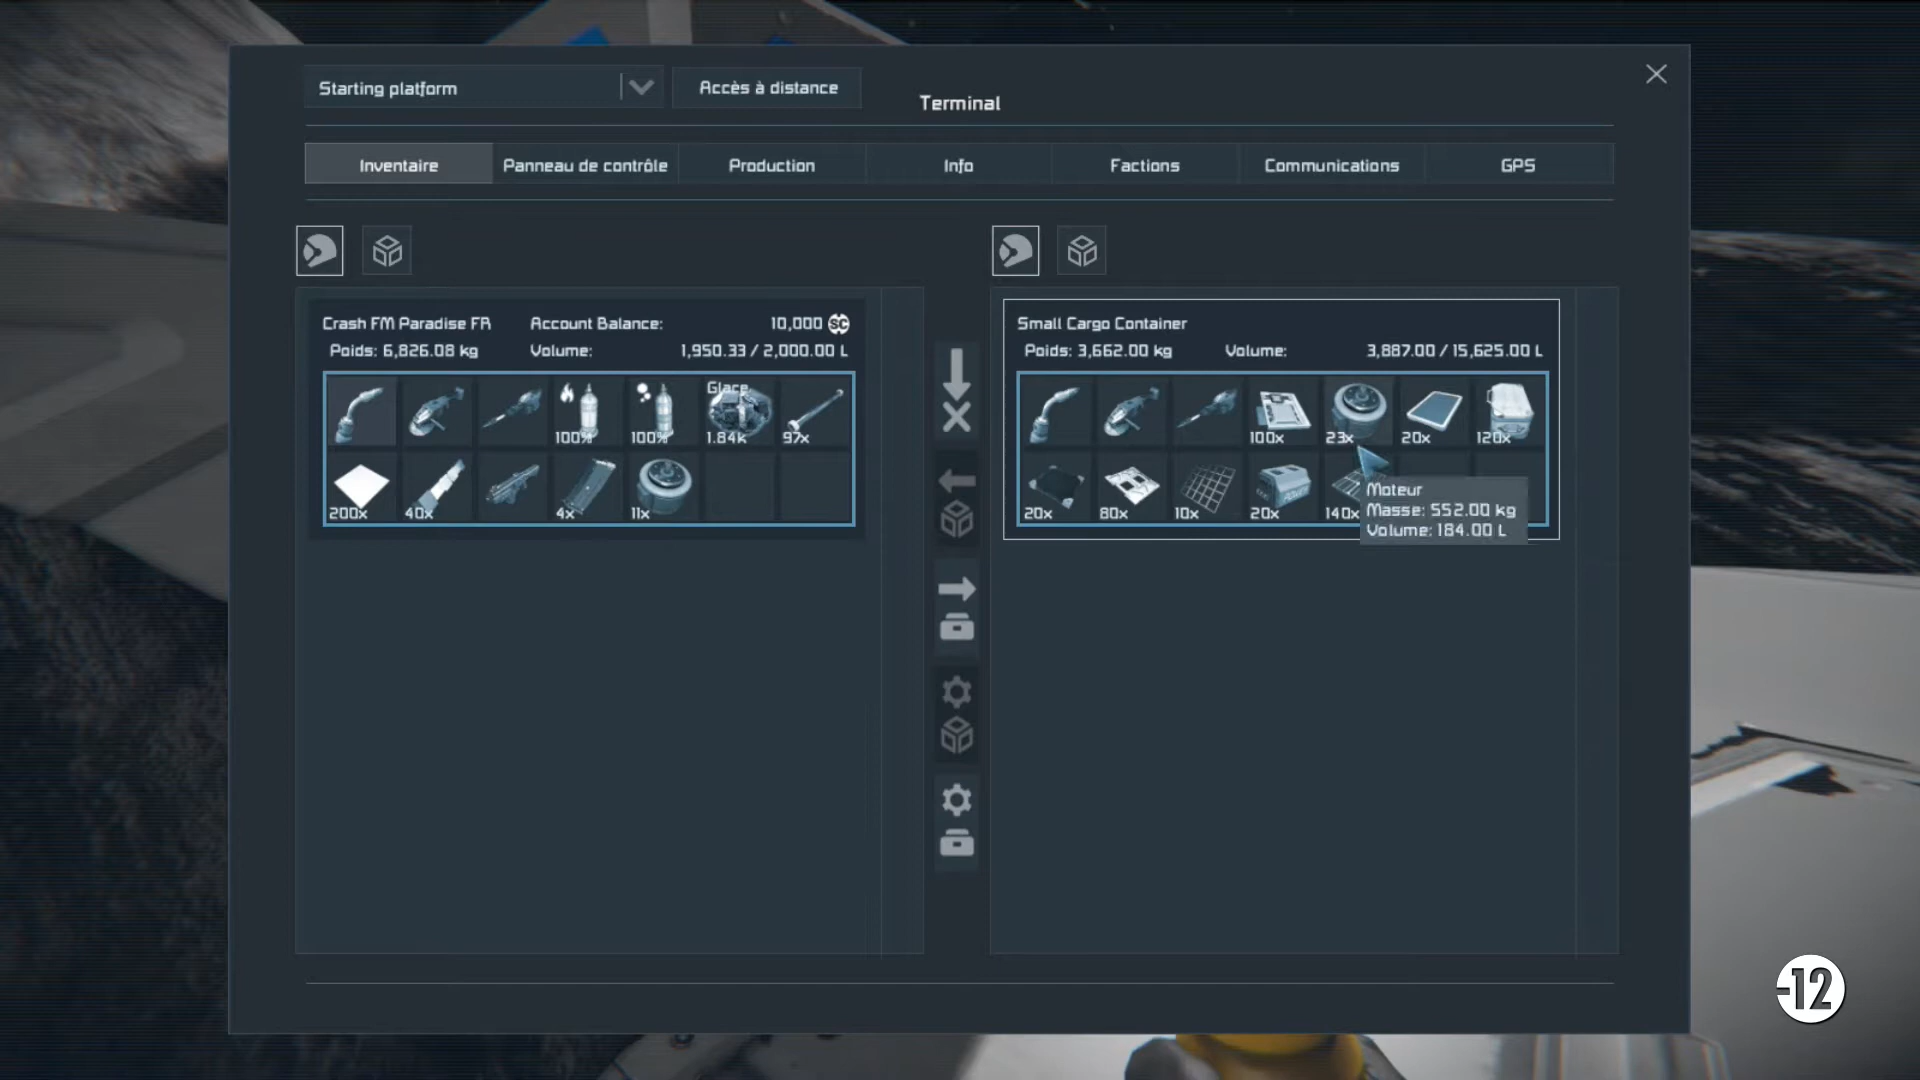 Starting platform
Accès à distance
Terminal
Inventaire
Panneau de contrôle
Production
Info
Factions
Communications
GPS
Crash FM Paradise FR
Account Balance:
10,000 SC
Poids: 6,826.08 kg
Volume:
1,950.33 / 2,000.00 L
Glace
100%
100%
1.84k
97x
200x
40x
4x
11x
Small Cargo Container
Poids: 3,662.00 kg
Volume:
3,887.00 / 15,625.00 L
100x
23x
20x
120x
20x
80x
10x
20x
140x
Moteur
Masse: 552.00 kg
Volume: 184.00 L
-12